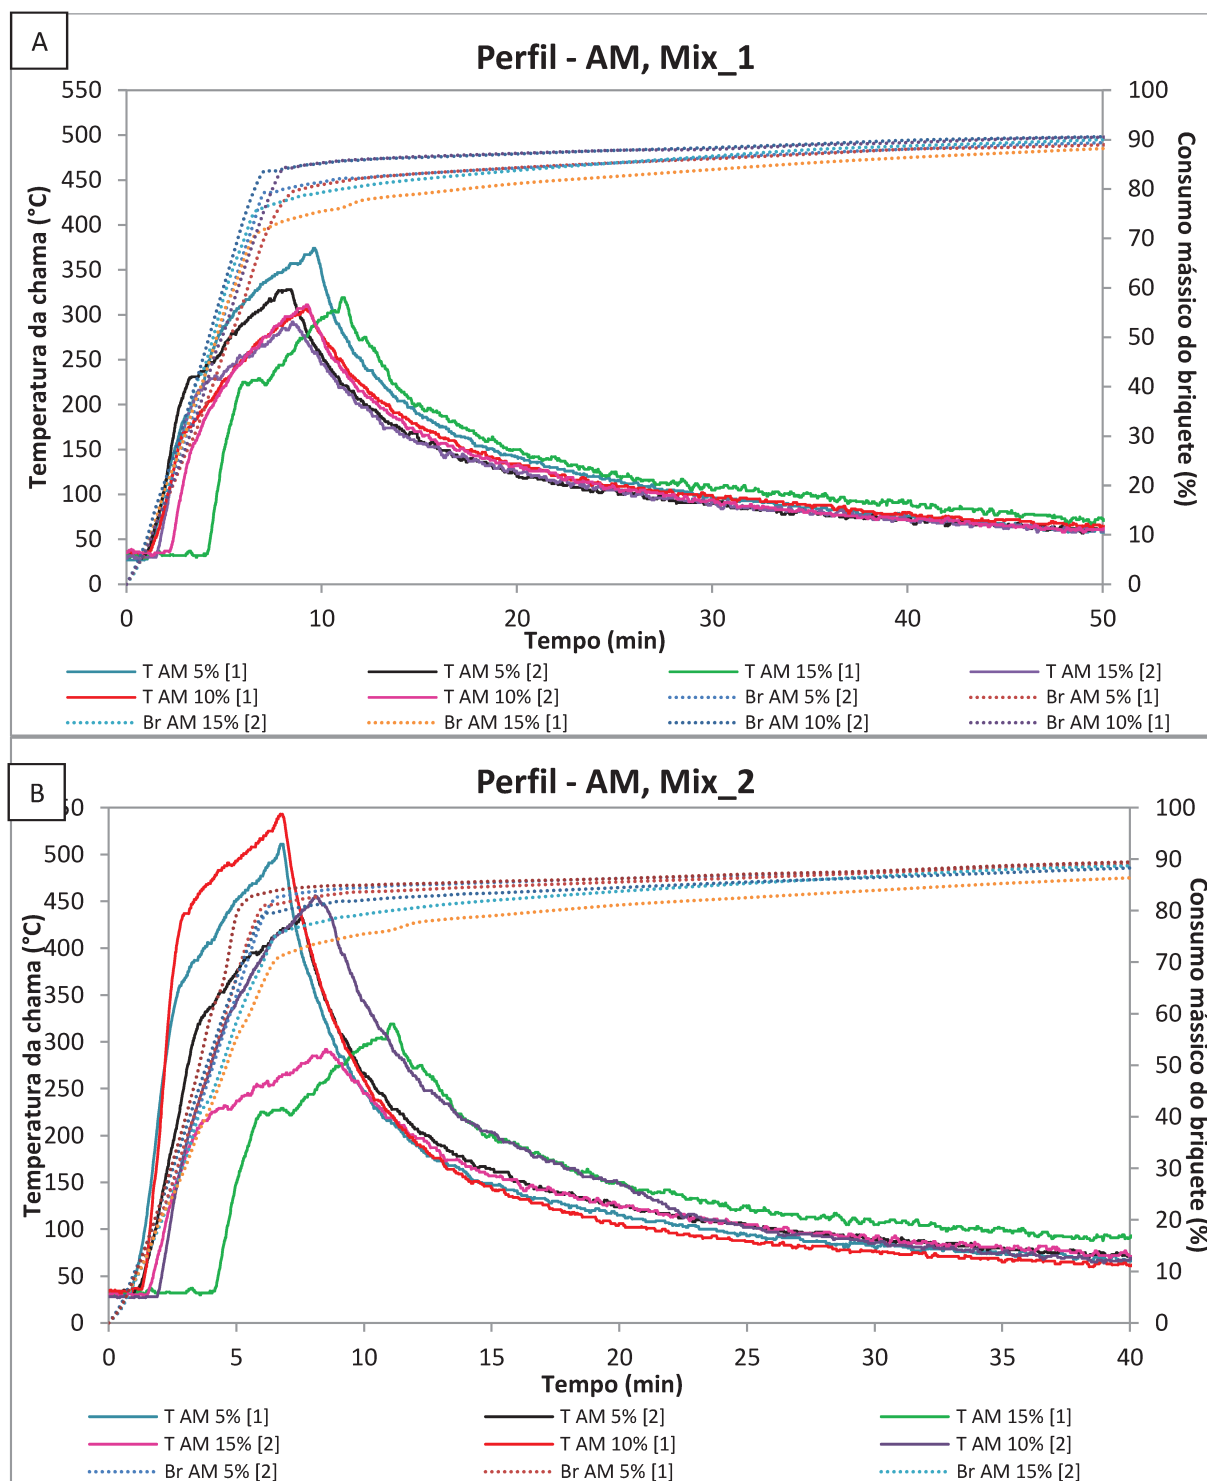 A
Perfil - AM, Mix_1
Temperatura da chama (°C)
550
500
450
400
350
300
250
200
150
100
50
0
100
90
80
70
60
50
40
30
20
10
0
Consumo mássico do briquete (%)
0 10 20 30 40 50
Tempo (min)
T AM 5% [1] T AM 5% [2] T AM 15% [1] T AM 15% [2]
T AM 10% [1] T AM 10% [2] Br AM 5% [2] Br AM 5% [1]
Br AM 15% [2] Br AM 15% [1] Br AM 10% [2] Br AM 10% [1]
B
Perfil - AM, Mix_2
Temperatura da chama (°C)
500
450
400
350
300
250
200
150
100
50
0
100
90
80
70
60
50
40
30
20
10
0
Consumo mássico do briquete (%)
0 5 10 15 20 25 30 35 40
Tempo (min)
T AM 5% [1] T AM 5% [2] T AM 15% [1]
T AM 15% [2] T AM 10% [1] T AM 10% [2]
Br AM 5% [2] Br AM 5% [1] Br AM 15% [2]